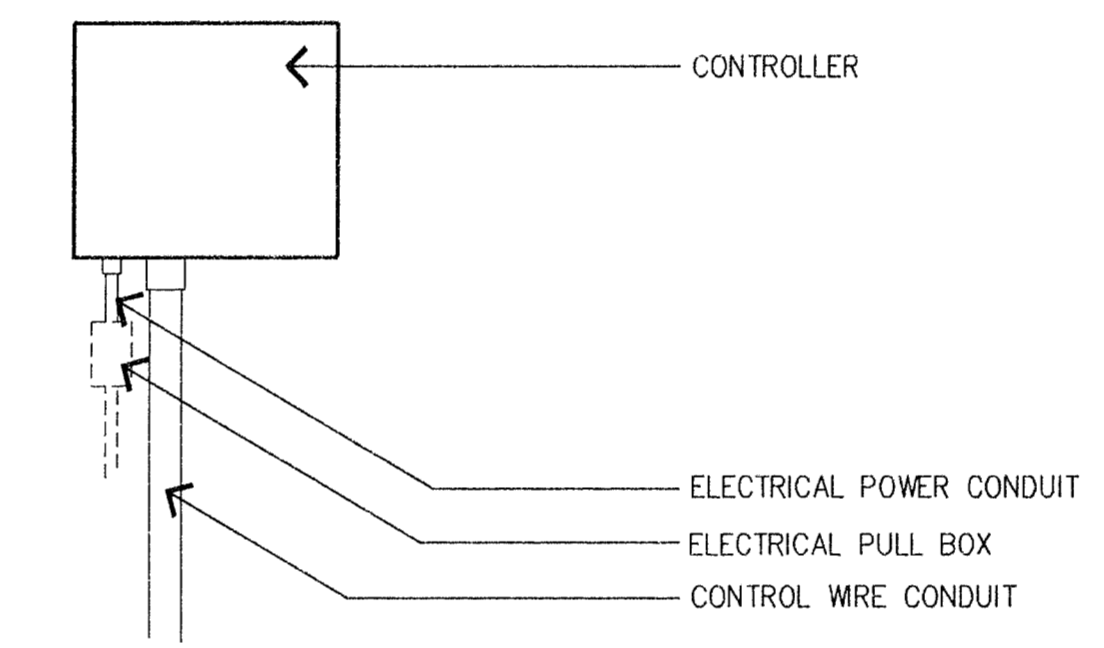 CONTROLLER
ELECTRICAL POWER CONDUIT
ELECTRICAL PULL BOX
CONTROL WIRE CONDUIT